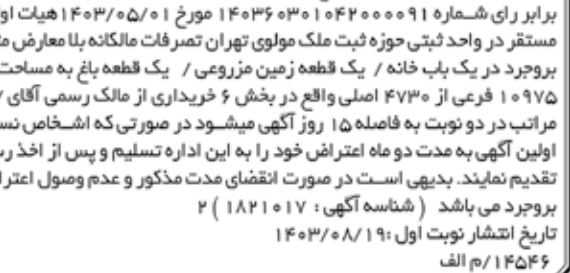 برابر رای شماره ۱۴۰۳۶۰۳۰۱۰۴۲۰۰۰۰۹۱ مورخ ۱۴۰۳/۰۵/۰۱ هیات
مستقر در واحد ثبتی حوزه ثبت ملک مولوی تهران تصرفات مالکانه بلا معارض
بروجرد در یک باب خانه / یک قطعه زمین مزروعی / یک قطعه باغ به مساحت
۱۰۹۷۵ فرعی از ۴۷۳۰ اصلی واقع در بخش ۶ خریداری از مالک رسمی آقای /
مراتب در دو نوبت به فاصله ۱۵ روز آگهی میشود در صورتی که اشخاص
اولین آگهی به مدت دو ماه اعتراض خود را به این اداره تسلیم و پس از اخذ
تقدیم نمایند. بدیهی است در صورت انقضای مدت مذکور و عدم وصول
بروجرد می باشد ( شناسه آگهی : ۱۸۲۱۰۱۷ ) ۲
تاریخ انتشار نوبت اول :۱۴۰۳/۰۸/۱۹
۱۴۵۴۶/م الف